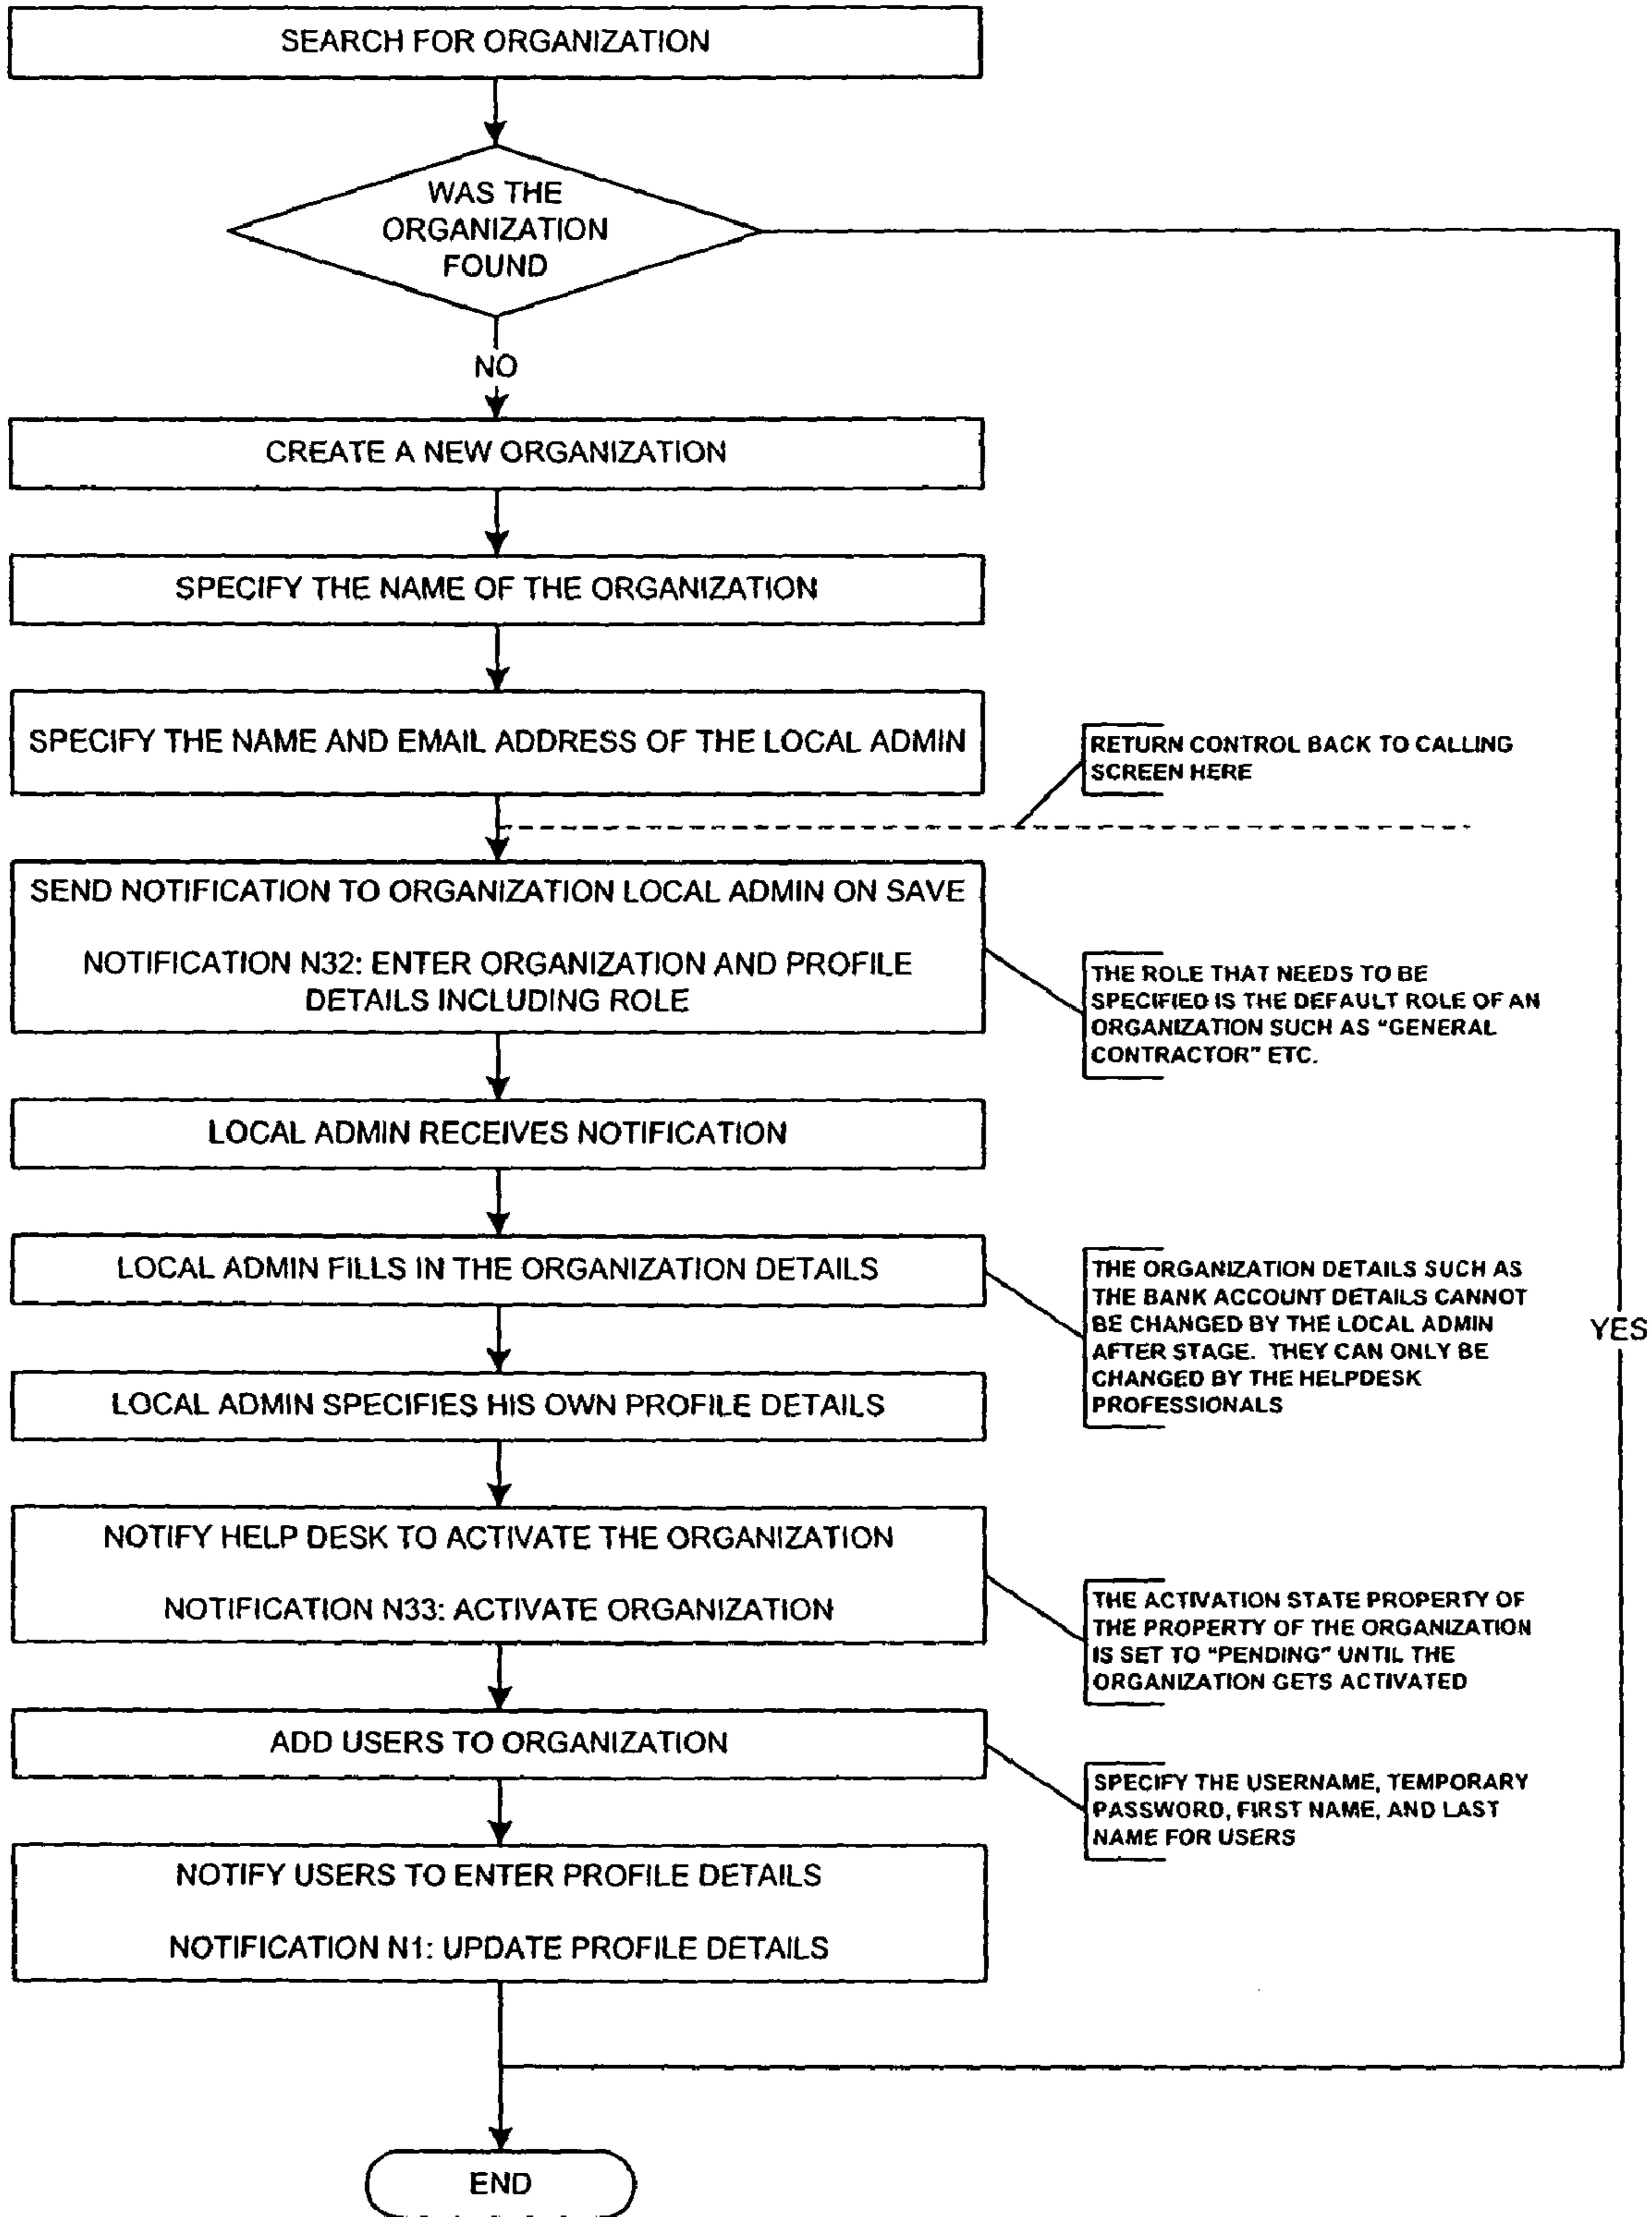 SEARCH FOR ORGANIZATION
WAS THE
ORGANIZATION
FOUND
NO
CREATE A NEW ORGANIZATION
SPECIFY THE NAME OF THE ORGANIZATION
SPECIFY THE NAME AND EMAIL ADDRESS OF THE LOCAL ADMIN
RETURN CONTROL BACK TO CALLING
SCREEN HERE
SEND NOTIFICATION TO ORGANIZATION LOCAL ADMIN ON SAVE
NOTIFICATION N32: ENTER ORGANIZATION AND PROFILE
DETAILS INCLUDING ROLE
THE ROLE THAT NEEDS TO BE
SPECIFIED IS THE DEFAULT ROLE OF AN
ORGANIZATION SUCH AS "GENERAL
CONTRACTOR" ETC.
LOCAL ADMIN RECEIVES NOTIFICATION
LOCAL ADMIN FILLS IN THE ORGANIZATION DETAILS
THE ORGANIZATION DETAILS SUCH AS
THE BANK ACCOUNT DETAILS CANNOT
BE CHANGED BY THE LOCAL ADMIN
AFTER STAGE. THEY CAN ONLY BE
CHANGED BY THE HELPDESK
PROFESSIONALS
YES
LOCAL ADMIN SPECIFIES HIS OWN PROFILE DETAILS
NOTIFY HELP DESK TO ACTIVATE THE ORGANIZATION
NOTIFICATION N33: ACTIVATE ORGANIZATION
THE ACTIVATION STATE PROPERTY OF
THE PROPERTY OF THE ORGANIZATION
IS SET TO "PENDING" UNTIL THE
ORGANIZATION GETS ACTIVATED
ADD USERS TO ORGANIZATION
SPECIFY THE USERNAME, TEMPORARY
PASSWORD, FIRST NAME, AND LAST
NAME FOR USERS
NOTIFY USERS TO ENTER PROFILE DETAILS
NOTIFICATION N1: UPDATE PROFILE DETAILS
END